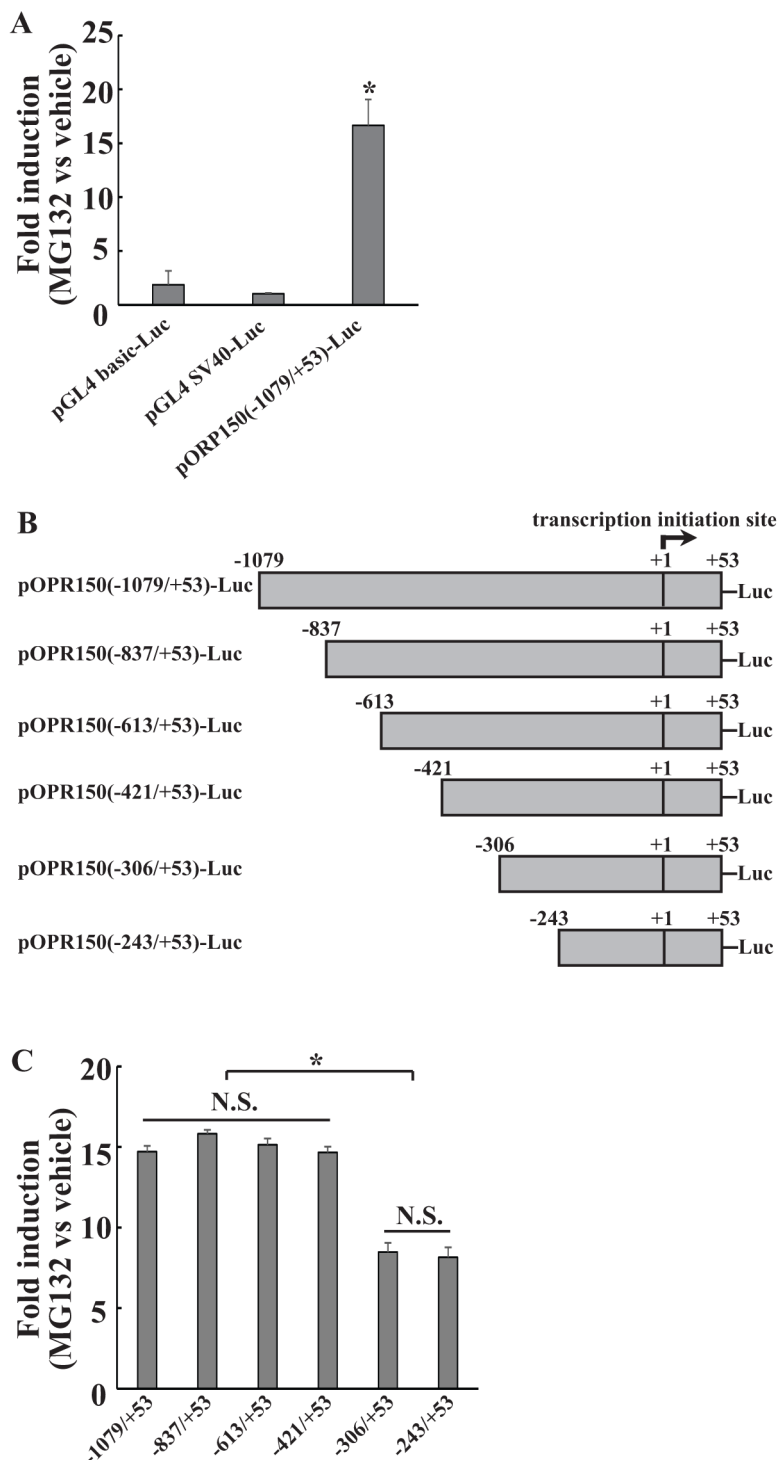 A
Fold induction
(MG132 vs vehicle)
25
20
15
10
5
0
*
pGL4 basic-Luc
pGL4 SV40-Luc
pORP150(-1079/+53)-Luc
B
transcription initiation site
pOPR150(-1079/+53)-Luc
-1079
+1
+53
Luc
pOPR150(-837/+53)-Luc
-837
+1
+53
Luc
pOPR150(-613/+53)-Luc
-613
+1
+53
Luc
pOPR150(-421/+53)-Luc
-421
+1
+53
Luc
pOPR150(-306/+53)-Luc
-306
+1
+53
Luc
pOPR150(-243/+53)-Luc
-243
+1
+53
Luc
C
Fold induction
(MG132 vs vehicle)
20
15
10
5
0
*
N.S.
N.S.
-1079/+53
-837/+53
-613/+53
-421/+53
-306/+53
-243/+53